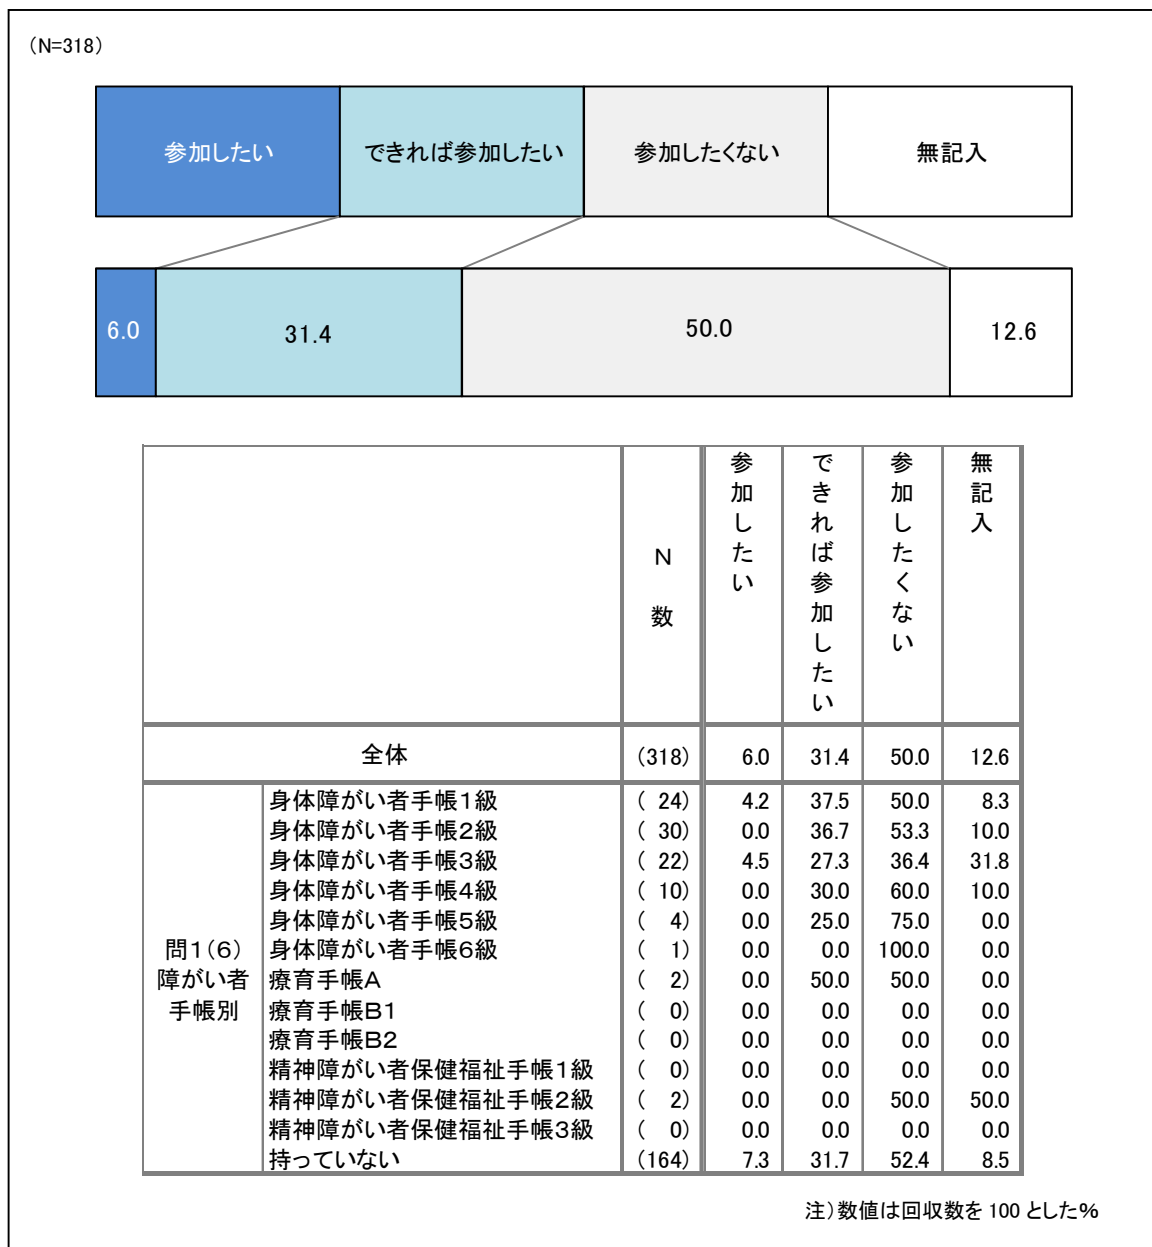 (N=318)
参加したい できれば参加したい 参加したくない 無記入
6.0 31.4 50.0 12.6
N数 参加したい できれば参加したい 参加したくない 無記入
全体 (318) 6.0 31.4 50.0 12.6
問1(6)障がい者手帳別
身体障がい者手帳1級 ( 24) 4.2 37.5 50.0 8.3
身体障がい者手帳2級 ( 30) 0.0 36.7 53.3 10.0
身体障がい者手帳3級 ( 22) 4.5 27.3 36.4 31.8
身体障がい者手帳4級 ( 10) 0.0 30.0 60.0 10.0
身体障がい者手帳5級 ( 4) 0.0 25.0 75.0 0.0
身体障がい者手帳6級 ( 1) 0.0 0.0 100.0 0.0
療育手帳A ( 2) 0.0 50.0 50.0 0.0
療育手帳B1 ( 0) 0.0 0.0 0.0 0.0
療育手帳B2 ( 0) 0.0 0.0 0.0 0.0
精神障がい者保健福祉手帳1級 ( 0) 0.0 0.0 0.0 0.0
精神障がい者保健福祉手帳2級 ( 2) 0.0 0.0 50.0 50.0
精神障がい者保健福祉手帳3級 ( 0) 0.0 0.0 0.0 0.0
持っていない (164) 7.3 31.7 52.4 8.5
注)数値は回収数を100とした%